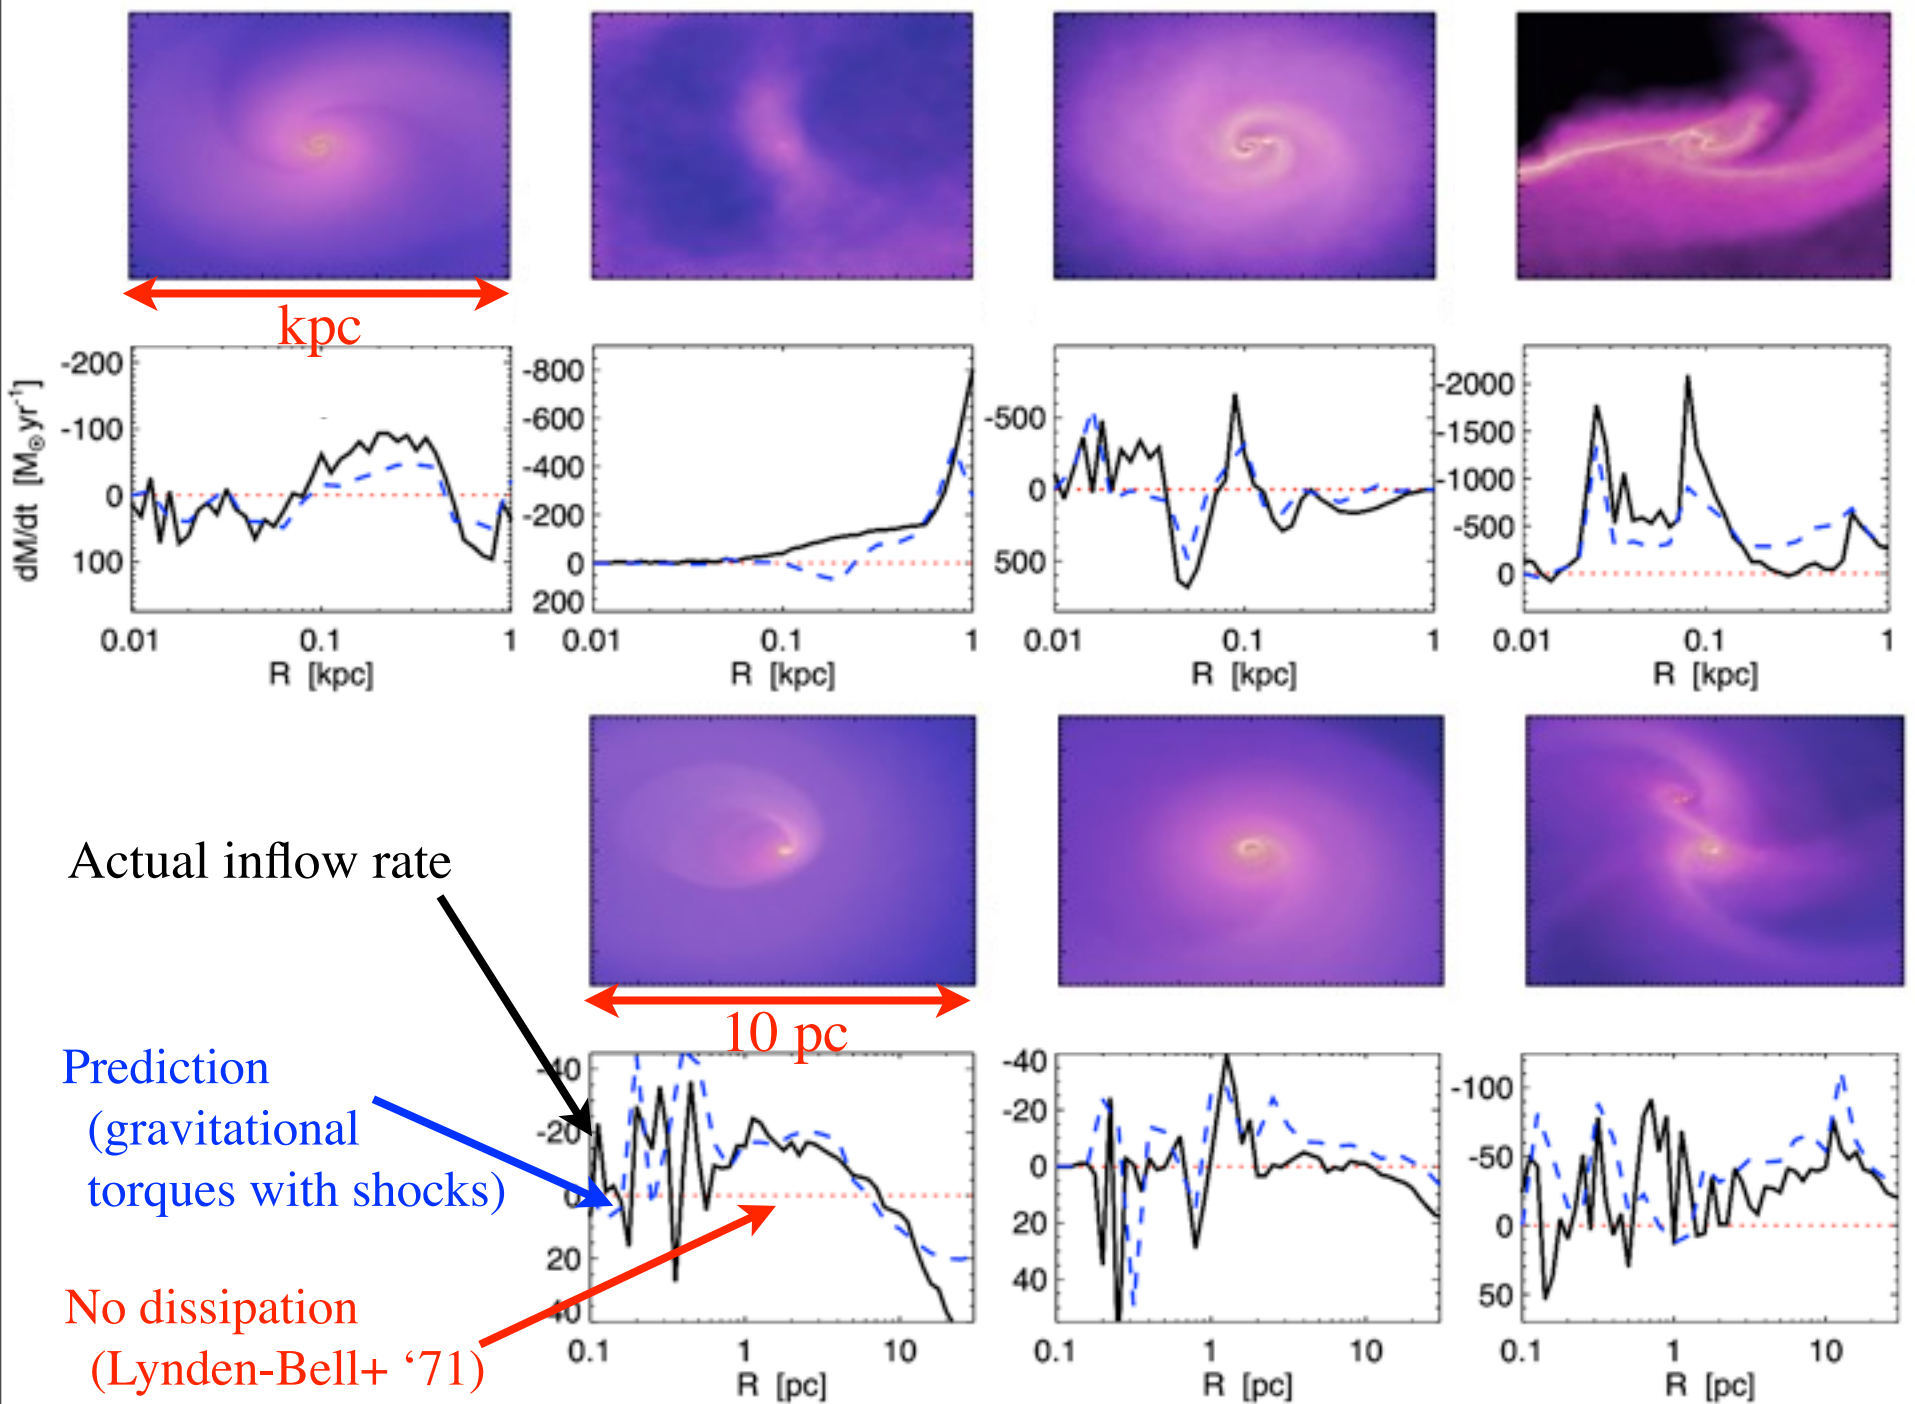 kpc
-200
-100
0
100
dM/dt [M⊙yr⁻¹]
0.01 0.1 1
R [kpc]
-800
-600
-400
-200
0
200
0.01 0.1 1
R [kpc]
-500
0
500
0.01 0.1 1
R [kpc]
-2000
-1500
-1000
-500
0
0.01 0.1 1
R [kpc]
Actual inflow rate
Prediction
(gravitational
torques with shocks)
No dissipation
(Lynden-Bell+ ‘71)
10 pc
-40
-20
0
20
40
0.1 1 10
R [pc]
-40
-20
0
20
40
0.1 1 10
R [pc]
-100
-50
0
50
0.1 1 10
R [pc]